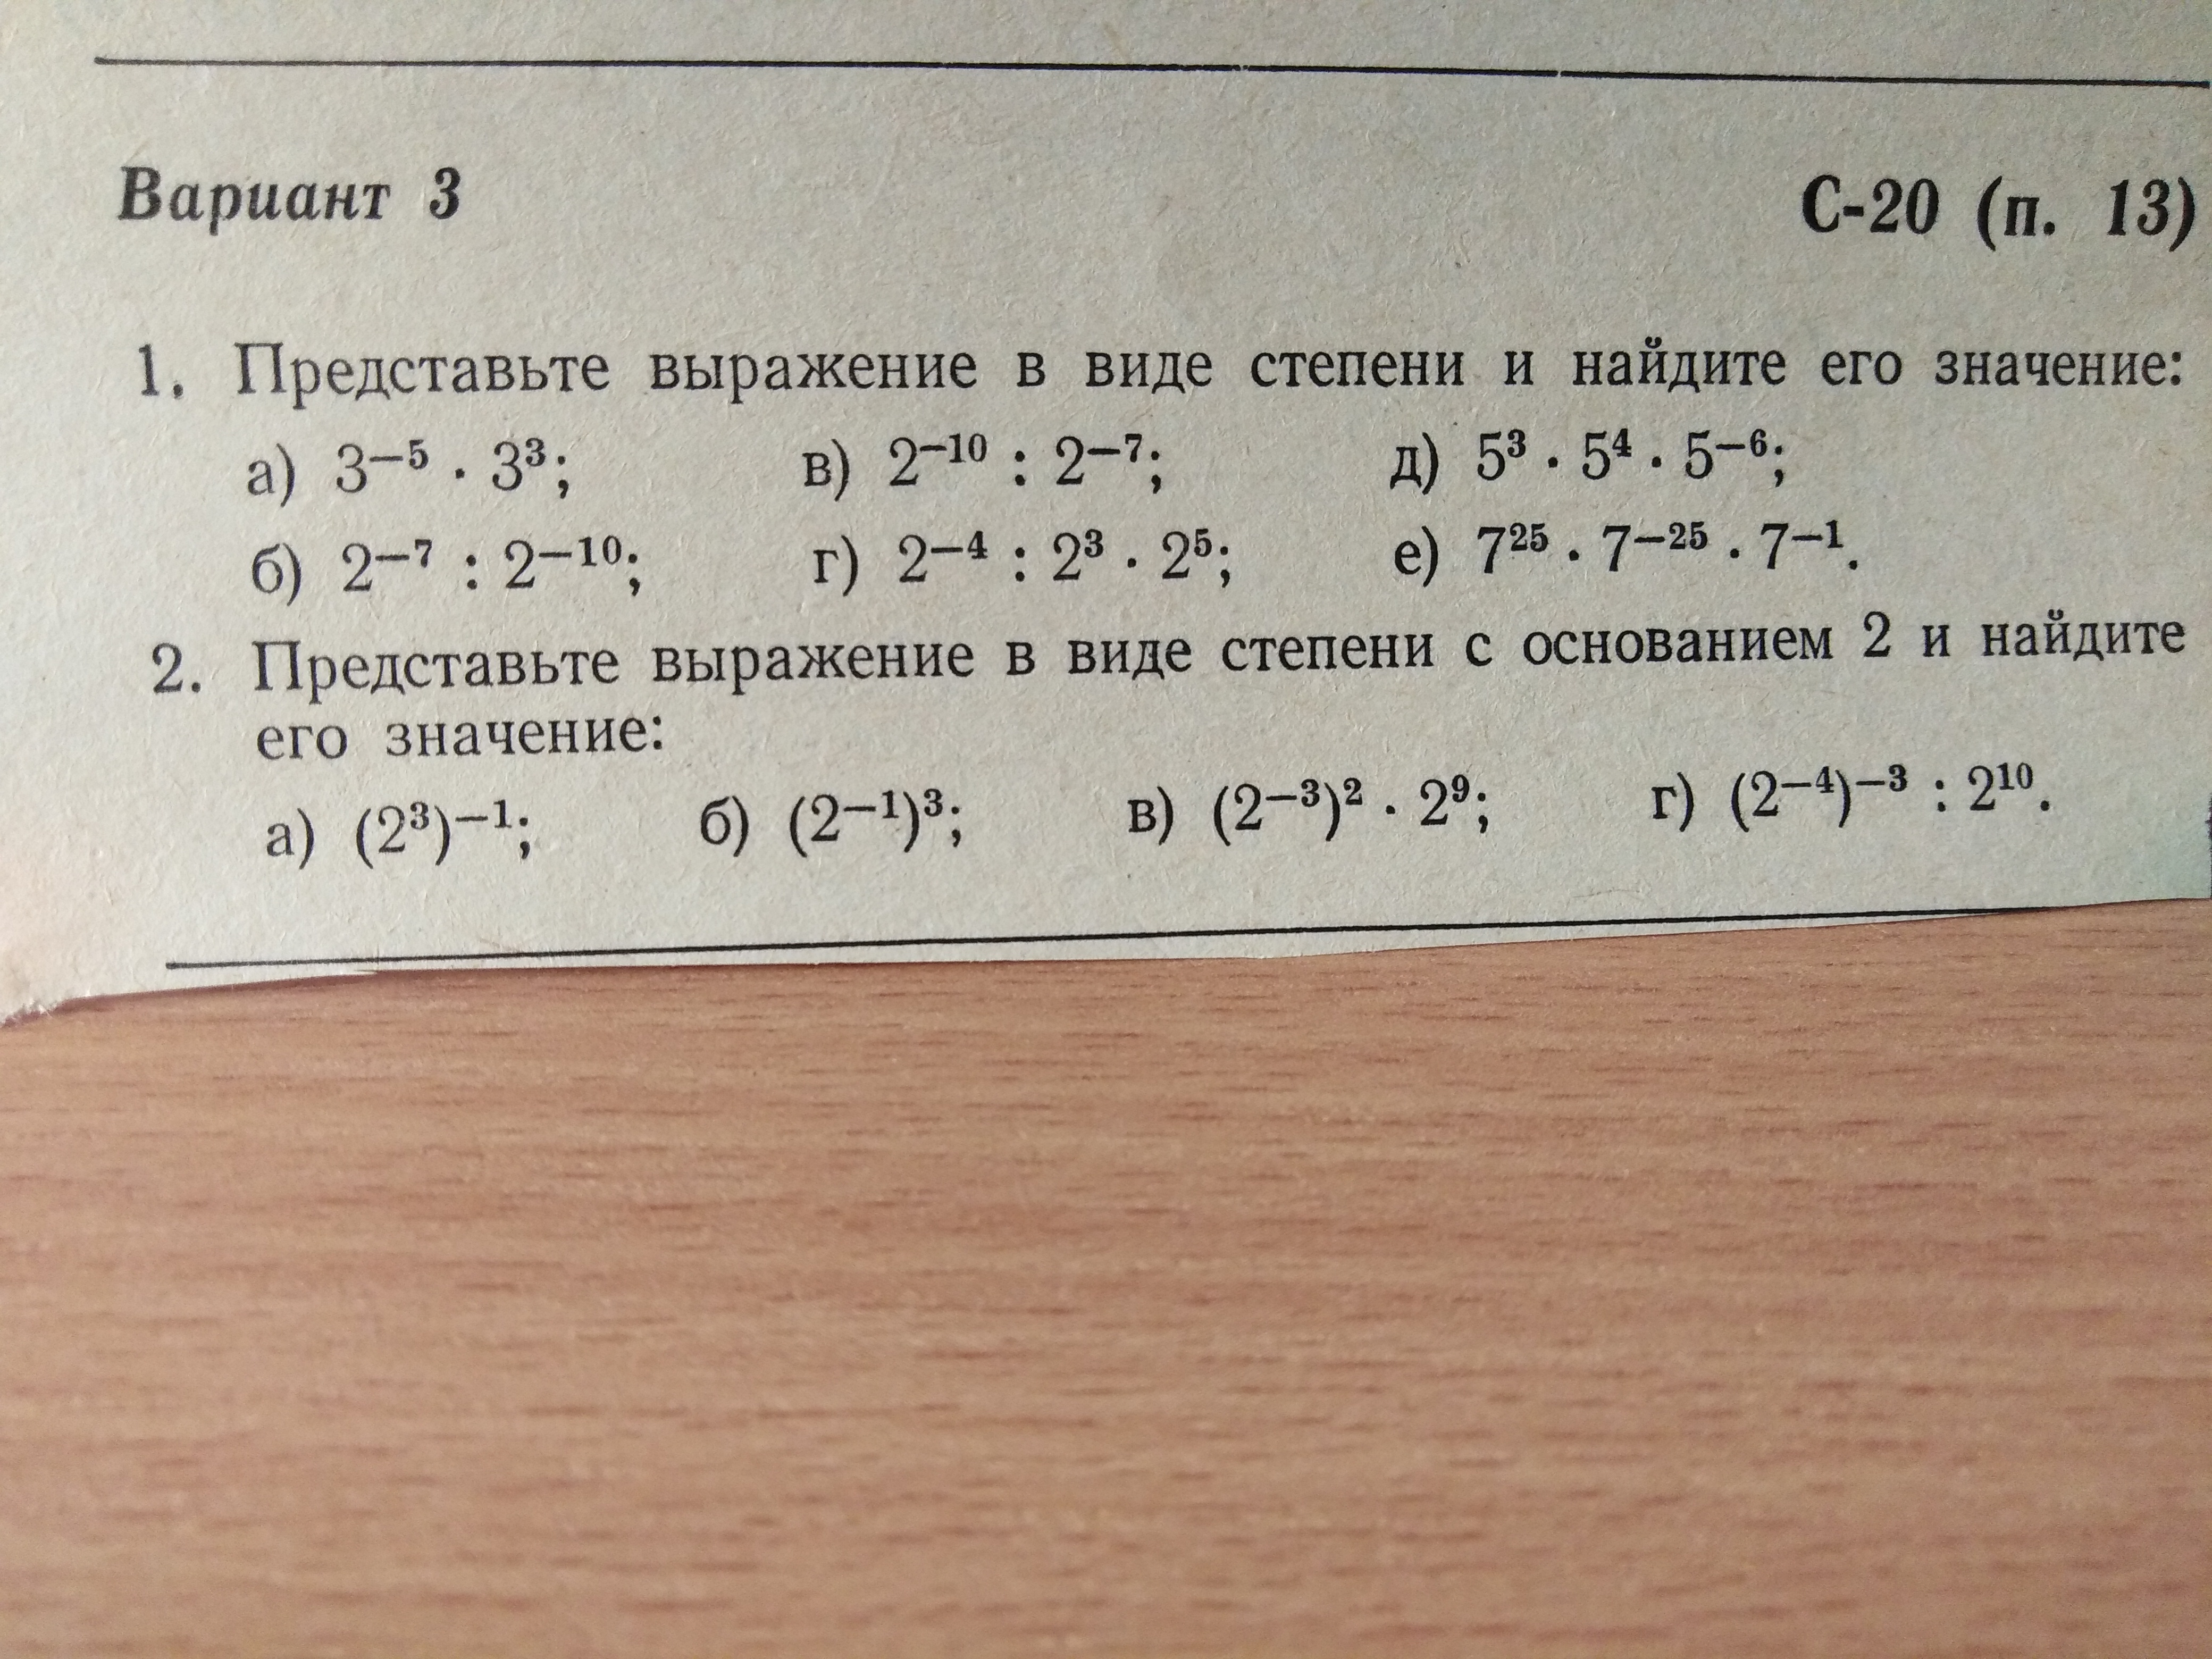 Вариант 3 С-20 (п. 13)
1. Представьте выражение в виде степени и найдите его значение:
а) 3⁻⁵ · 3³; в) 2⁻¹⁰ : 2⁻⁷; д) 5³ · 5⁴ · 5⁻⁶;
б) 2⁻⁷ : 2⁻¹⁰; г) 2⁻⁴ : 2³ · 2⁵; е) 7²⁵ · 7⁻²⁵ · 7⁻¹.
2. Представьте выражение в виде степени с основанием 2 и найдите
его значение:
а) (2³)⁻¹; б) (2⁻¹)³; в) (2⁻³)² · 2⁹; г) (2⁻⁴)⁻³ : 2¹⁰.